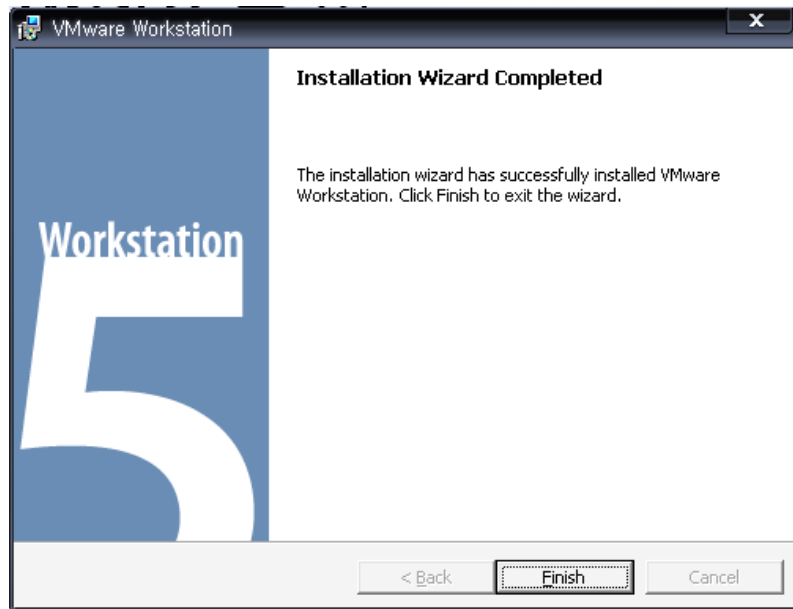 VMware Workstation
X
Installation Wizard Completed
The installation wizard has successfully installed VMware
Workstation. Click Finish to exit the wizard.
Workstation
5
< Back
Finish
Cancel